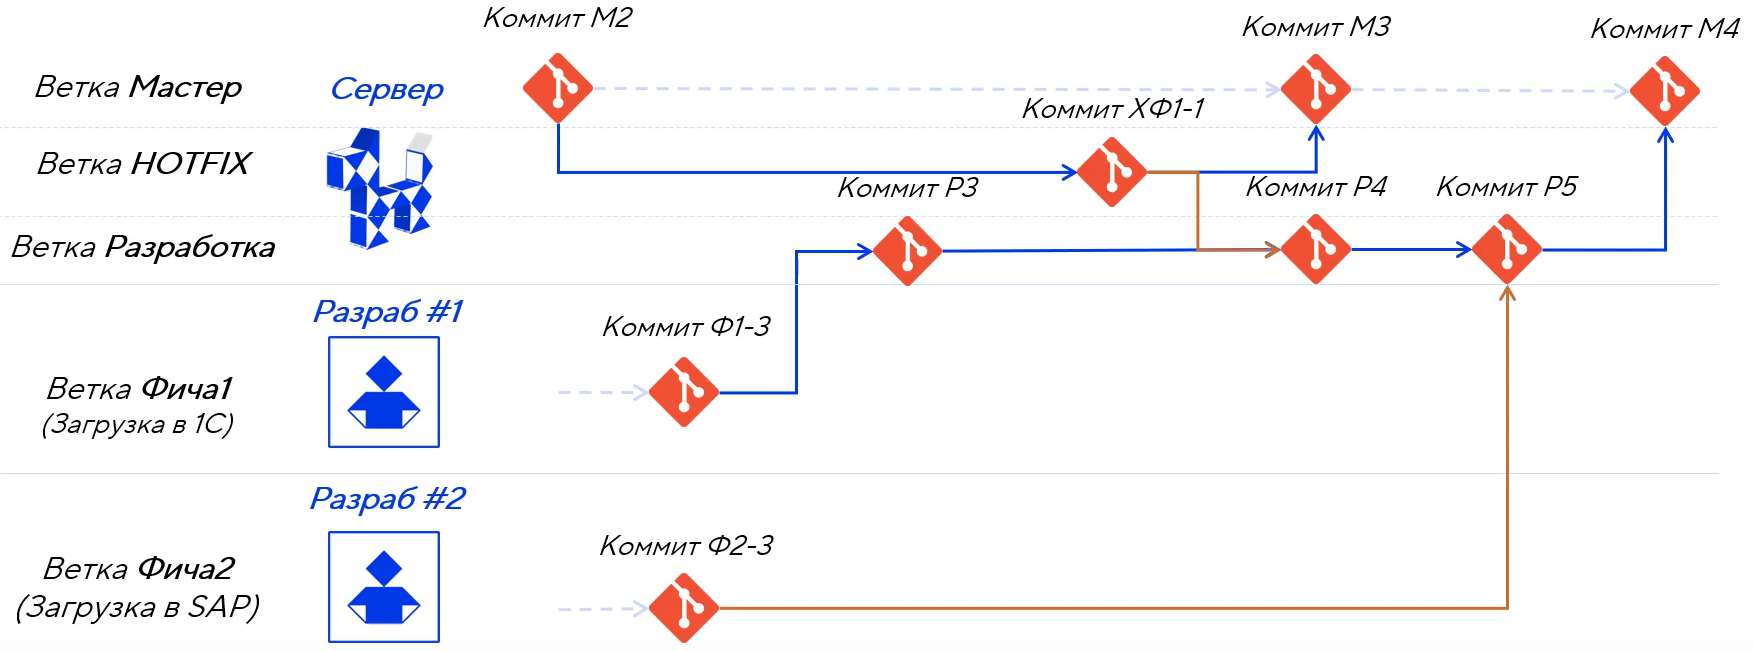 Коммит М2
Коммит М3
Коммит М4
Ветка Мастер
Сервер
Коммит ХФ1-1
Ветка HOTFIX
Коммит Р3
Коммит Р4
Коммит Р5
Ветка Разработка
Разраб #1
Коммит Ф1-3
Ветка Фича1
(Загрузка в 1С)
Разраб #2
Коммит Ф2-3
Ветка Фича2
(Загрузка в SAP)